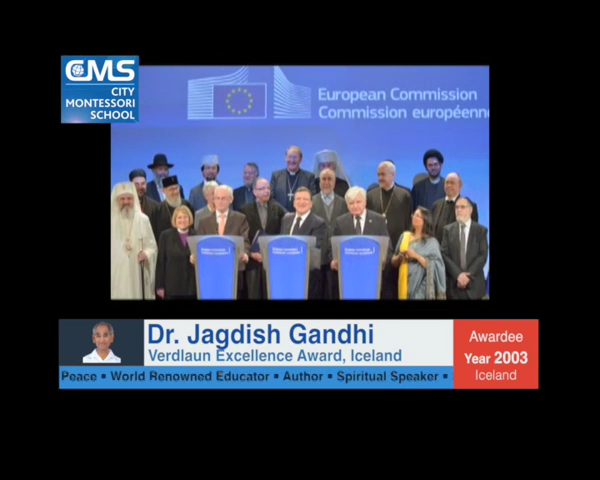 CMS
CITY
MONTESSORI
SCHOOL
European Commission
Commission européenne
Dr. Jagdish Gandhi
Verdlaun Excellence Award, Iceland
Peace • World Renowned Educator • Author • Spiritual Speaker •
Awardee
Year 2003
Iceland